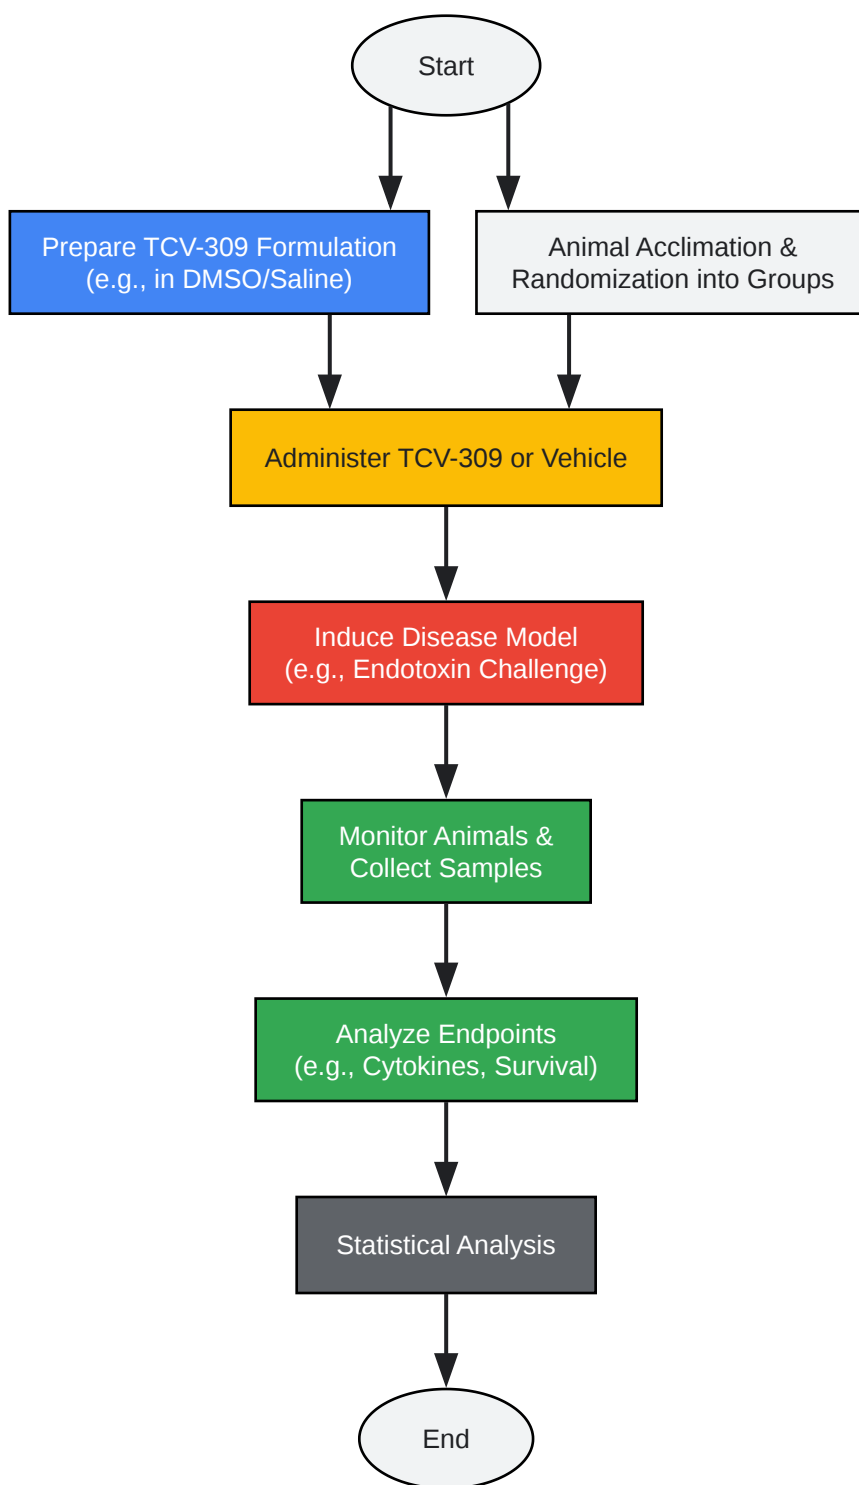 Start
Prepare TCV-309 Formulation
(e.g., in DMSO/Saline)
Animal Acclimation &
Randomization into Groups
Administer TCV-309 or Vehicle
Induce Disease Model
(e.g., Endotoxin Challenge)
Monitor Animals &
Collect Samples
Analyze Endpoints
(e.g., Cytokines, Survival)
Statistical Analysis
End